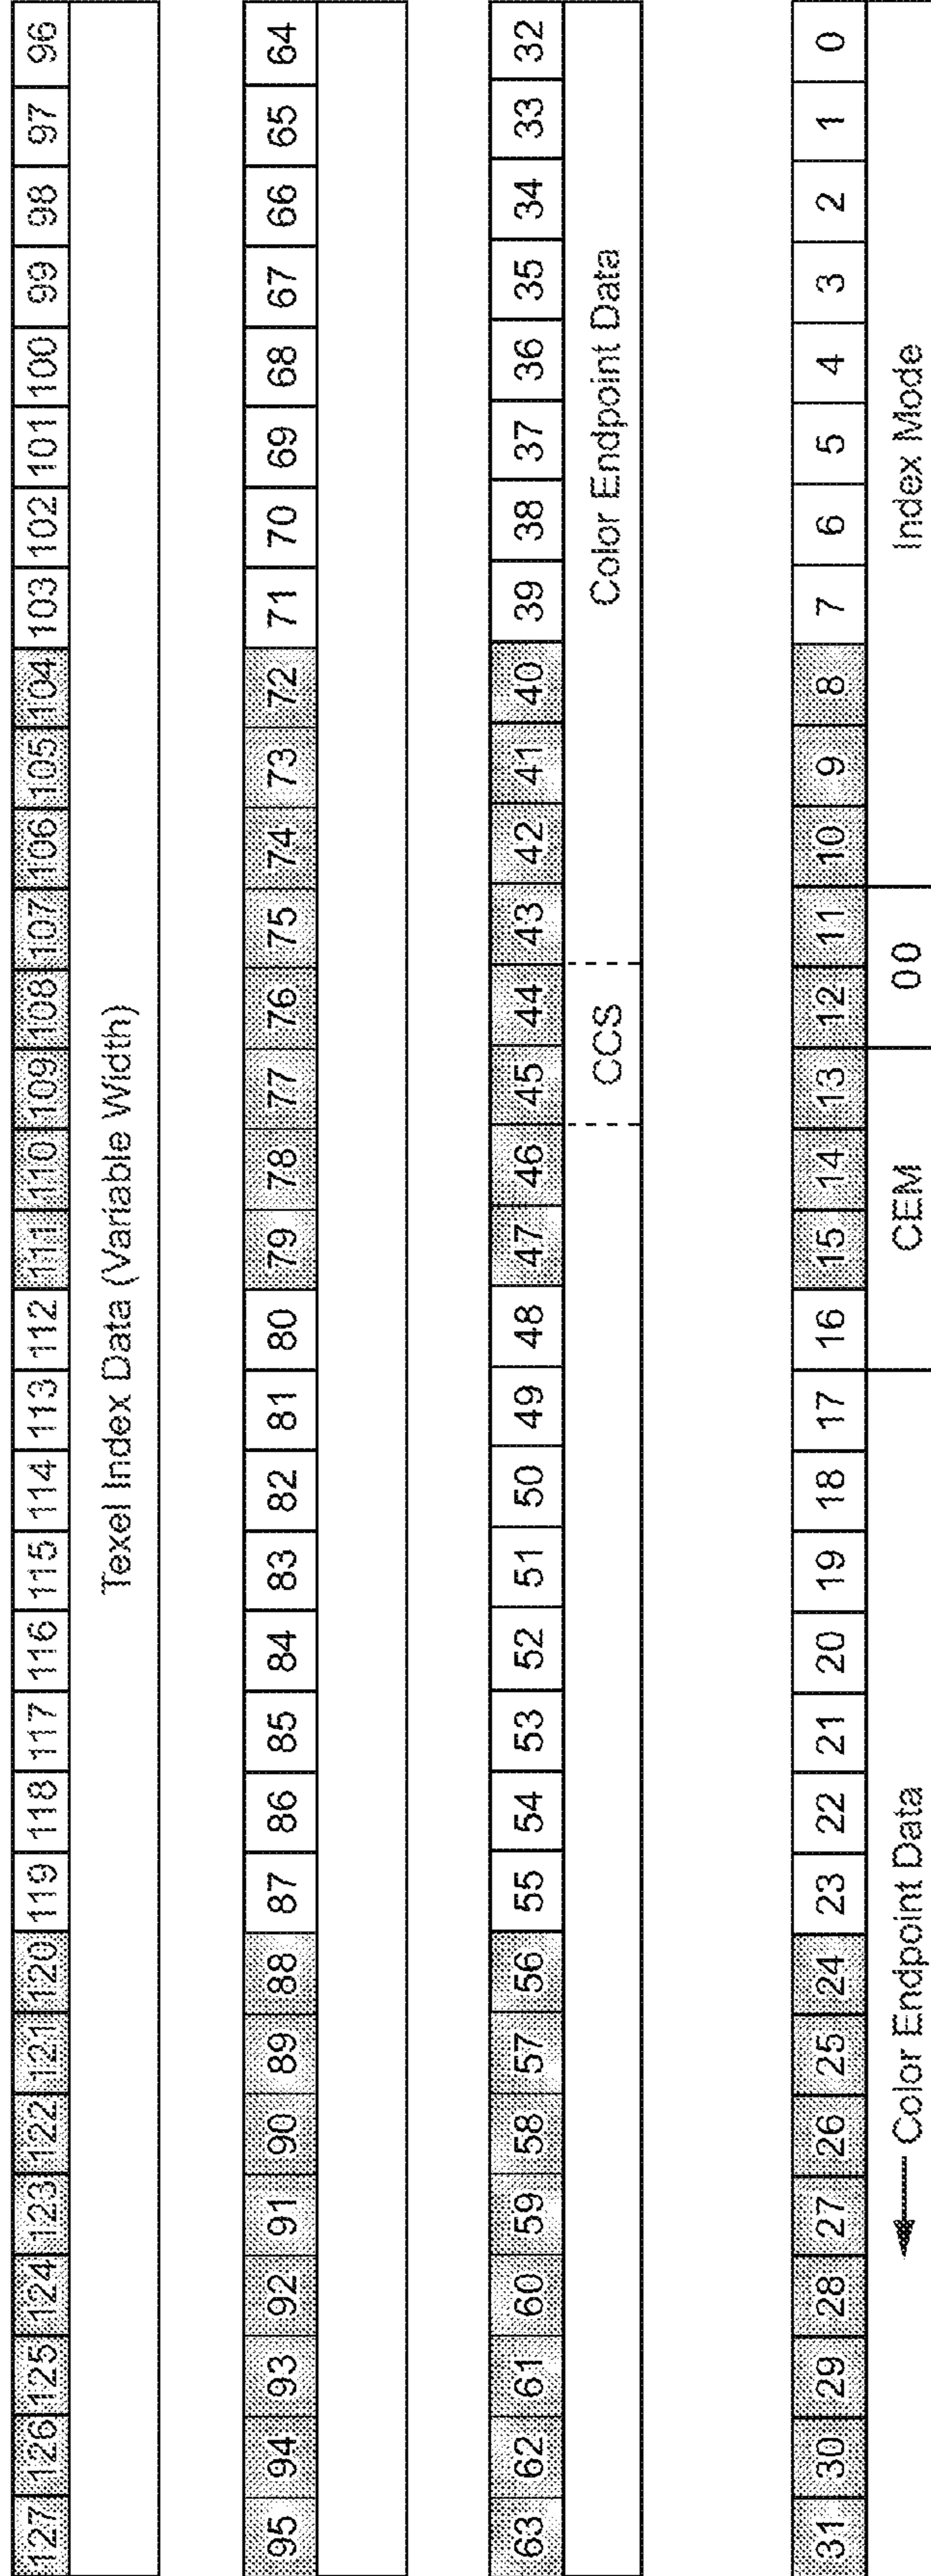 127 126 125 124 123 122 121 120 119 118 117 116 115 114 113 112 111 110 109 108 107 106 105 104 103 102 101 100 99 98 97 96
Texel Index Data (Variable Width)
95 94 93 92 91 90 89 88 87 86 85 84 83 82 81 80 79 78 77 76 75 74 73 72 71 70 69 68 67 66 65 64
63 62 61 60 59 58 57 56 55 54 53 52 51 50 49 48 47 46 45 44 43 42 41 40 39 38 37 36 35 34 33 32
CCS Color Endpoint Data
31 30 29 28 27 26 25 24 23 22 21 20 19 18 17 16 15 14 13 12 11 10 9 8 7 6 5 4 3 2 1 0
Color Endpoint Data CEM 00 Index Mode